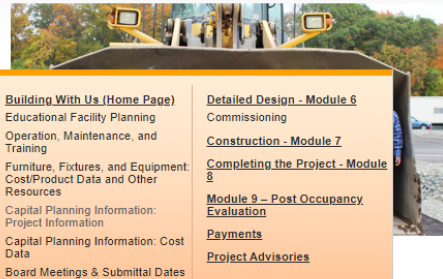 Building With Us (Home Page)
Educational Facility Planning
Operation, Maintenance, and
Training
Furniture, Fixtures, and Equipment:
Cost/Product Data and Other
Resources
Capital Planning Information:
Project Information
Capital Planning Information: Cost
Data
Board Meetings & Submittal Dates
Detailed Design - Module 6
Commissioning
Construction - Module 7
Completing the Project - Module
8
Module 9 – Post Occupancy
Evaluation
Payments
Project Advisories